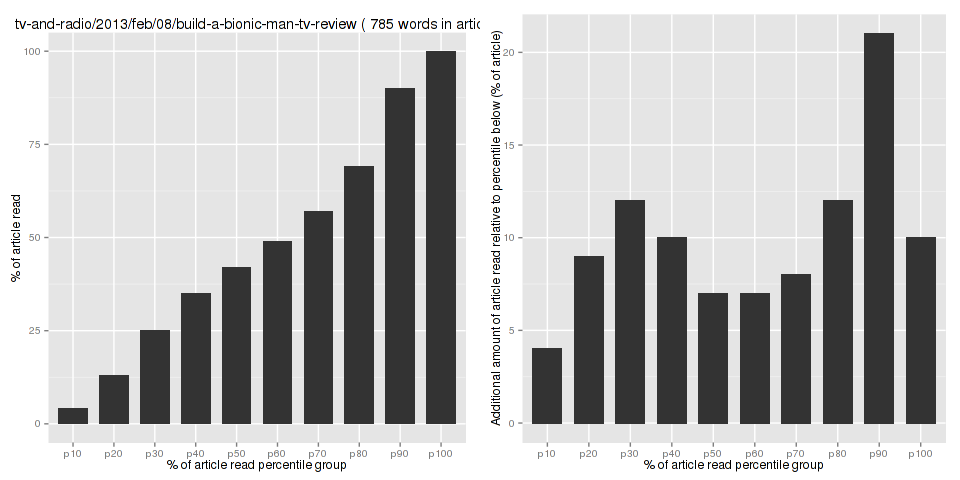 tv-and-radio/2013/feb/08/build-a-bionic-man-tv-review ( 785 words in artic
% of article read
100
75
50
25
0
p10 p20 p30 p40 p50 p60 p70 p80 p90 p100
% of article read percentile group
Additional amount of article read relative to percentile below (% of article)
20
15
10
5
0
p10 p20 p30 p40 p50 p60 p70 p80 p90 p100
% of article read percentile group